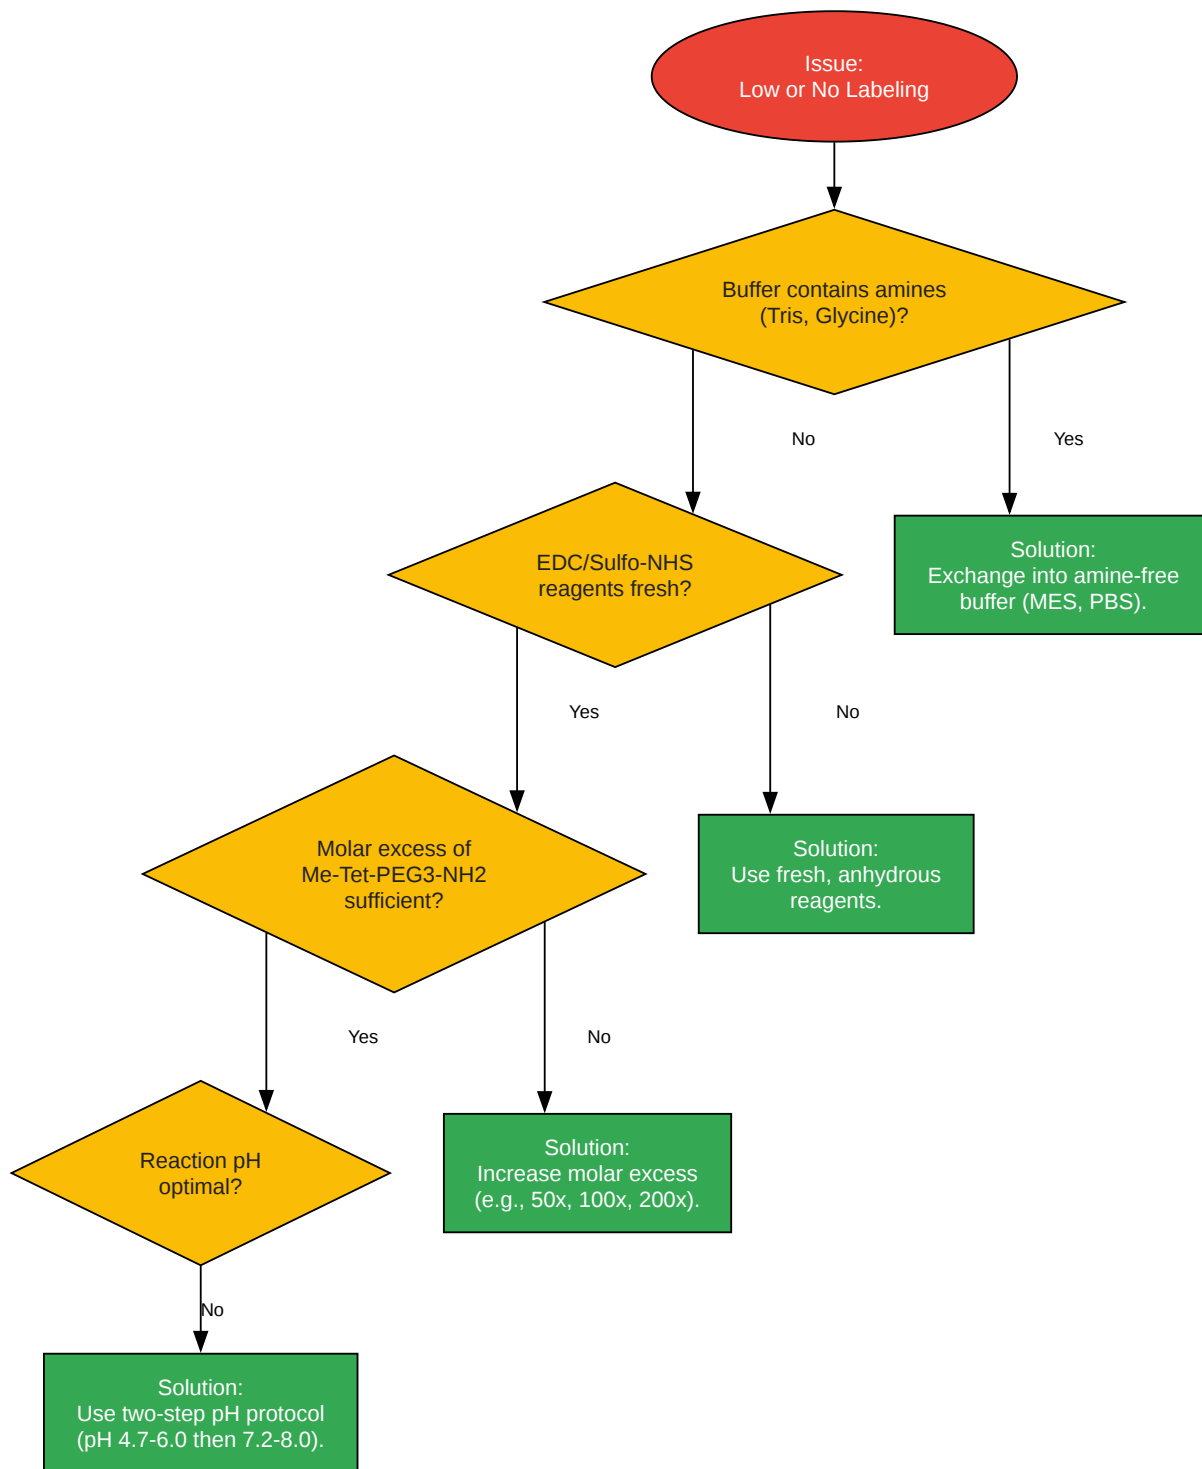 Issue:
Low or No Labeling
Buffer contains amines
(Tris, Glycine)?
No
Yes
EDC/Sulfo-NHS
reagents fresh?
Solution:
Exchange into amine-free
buffer (MES, PBS).
Yes
No
Molar excess of
Me-Tet-PEG3-NH2
sufficient?
Solution:
Use fresh, anhydrous
reagents.
Yes
No
Reaction pH
optimal?
Solution:
Increase molar excess
(e.g., 50x, 100x, 200x).
No
Solution:
Use two-step pH protocol
(pH 4.7-6.0 then 7.2-8.0).